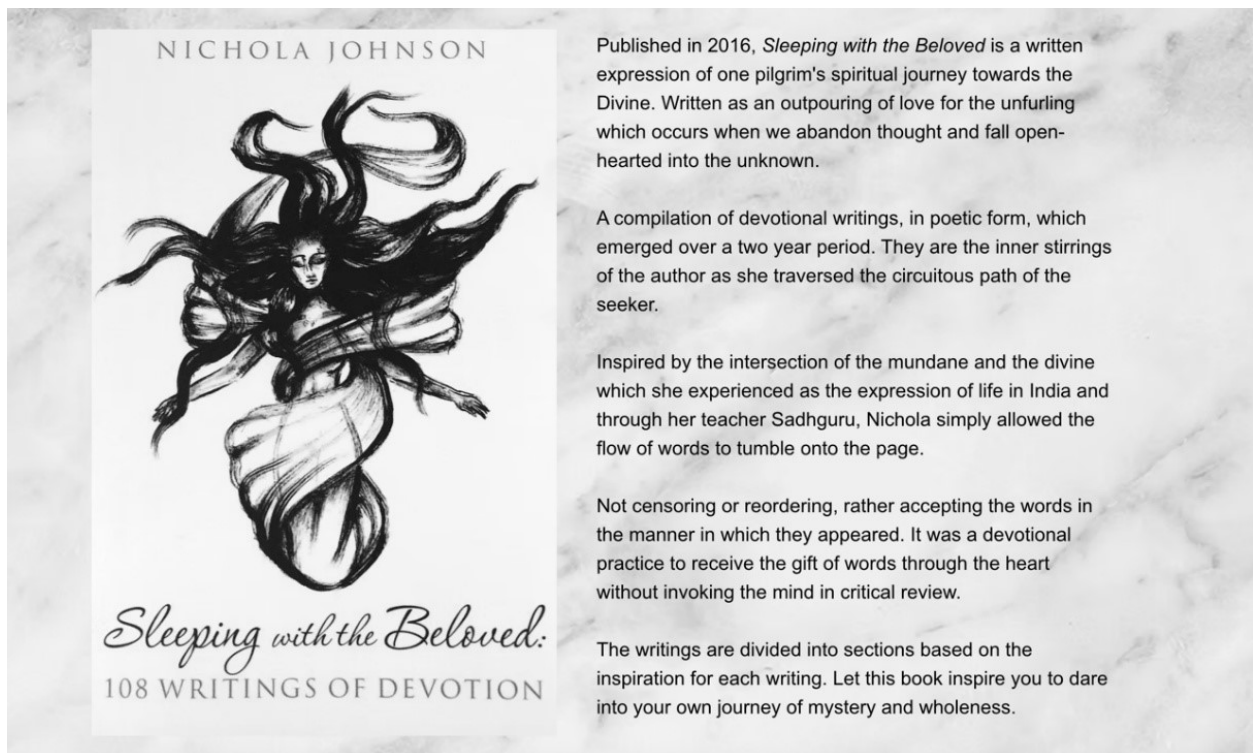 NICHOLA JOHNSON
Sleeping with the Beloved:
108 WRITINGS OF DEVOTION
Published in 2016, Sleeping with the Beloved is a written
expression of one pilgrim's spiritual journey towards the
Divine. Written as an outpouring of love for the unfurling
which occurs when we abandon thought and fall open-
hearted into the unknown.
A compilation of devotional writings, in poetic form, which
emerged over a two year period. They are the inner stirrings
of the author as she traversed the circuitous path of the
seeker.
Inspired by the intersection of the mundane and the divine
which she experienced as the expression of life in India and
through her teacher Sadhguru, Nichola simply allowed the
flow of words to tumble onto the page.
Not censoring or reordering, rather accepting the words in
the manner in which they appeared. It was a devotional
practice to receive the gift of words through the heart
without invoking the mind in critical review.
The writings are divided into sections based on the
inspiration for each writing. Let this book inspire you to dare
into your own journey of mystery and wholeness.